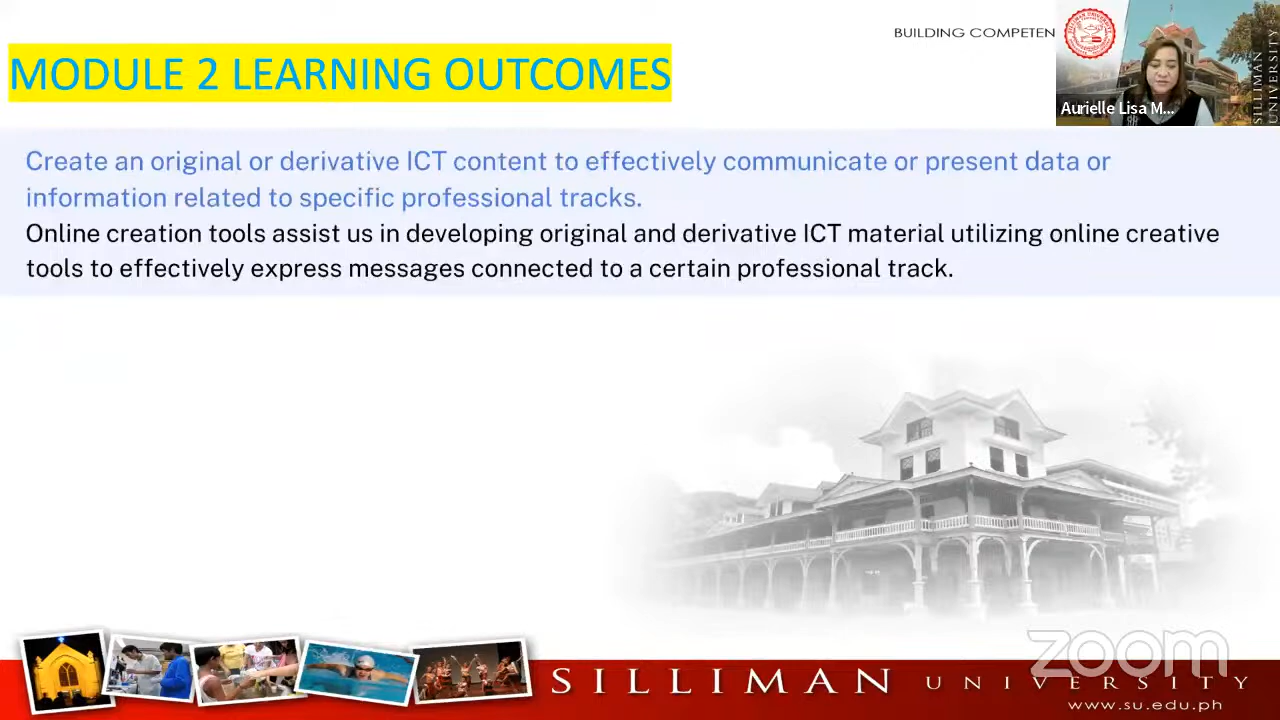 BUILDING COMPETEN
MODULE 2 LEARNING OUTCOMES
Aurielle Lisa M...
SILLIMAN
UNIVERSITY
Create an original or derivative ICT content to effectively communicate or present data or
information related to specific professional tracks.
Online creation tools assist us in developing original and derivative ICT material utilizing online creative
tools to effectively express messages connected to a certain professional track.
zoom
SILLIMAN UNIVERSITY
www.su.edu.ph